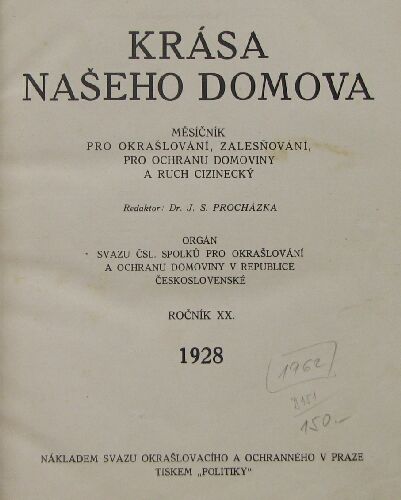 KRÁSA
NAŠEHO DOMOVA
MĚSÍČNÍK
PRO OKRAŠLOVÁNÍ, ZALESŇOVÁNÍ,
PRO OCHRANU DOMOVINY
A RUCH CIZINECKÝ
Redaktor: Dr. J. S. PROCHÁZKA
ORGÁN
SVAZU ČSL. SPOLKŮ PRO OKRAŠLOVÁNÍ
A OCHRANU DOMOVINY V REPUBLICE
ČESKOSLOVENSKÉ
ROČNÍK XX.
1928
1962
150.-
NÁKLADEM SVAZU OKRAŠLOVACÍHO A OCHRANNÉHO V PRAZE
TISKEM „POLITIKY“